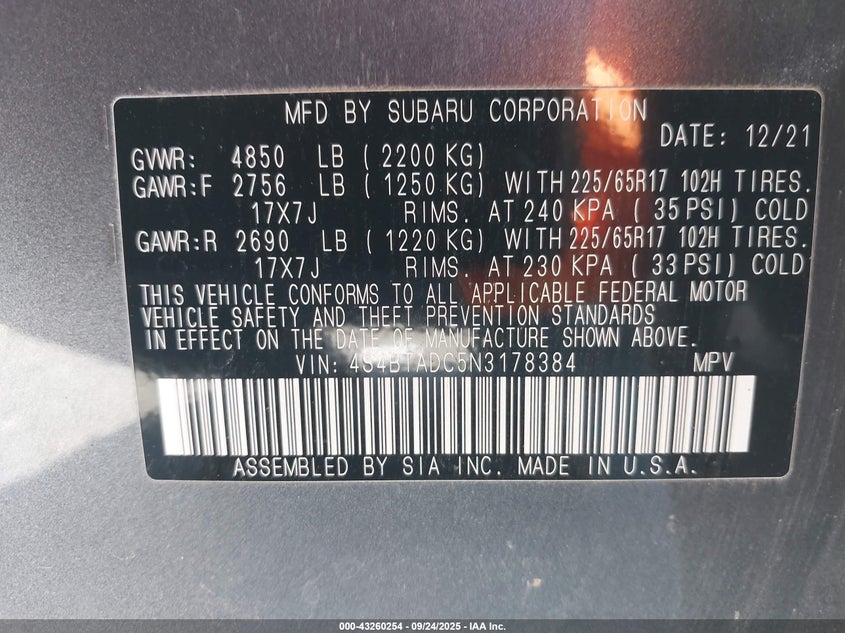 MFD BY SUBARU CORPORATION
DATE: 12/21
GVWR: 4850 LB ( 2200 KG)
GAWR:F 2756 LB ( 1250 KG) WITH 225/65R17 102H TIRES.
17X7J RIMS. AT 240 KPA ( 35 PSI) COLD
GAWR:R 2690 LB ( 1220 KG) WITH 225/65R17 102H TIRES.
17X7J RIMS. AT 230 KPA ( 33 PSI) COLD
THIS VEHICLE CONFORMS TO ALL APPLICABLE FEDERAL MOTOR
VEHICLE SAFETY AND THEFT PREVENTION STANDARDS
IN EFFECT ON THE DATE OF MANUFACTURE SHOWN ABOVE.
VIN: 4S4BTADC5N3178384 MPV
ASSEMBLED BY SIA INC. MADE IN U.S.A.
000-43260254 - 09/24/2025 - IAA Inc.